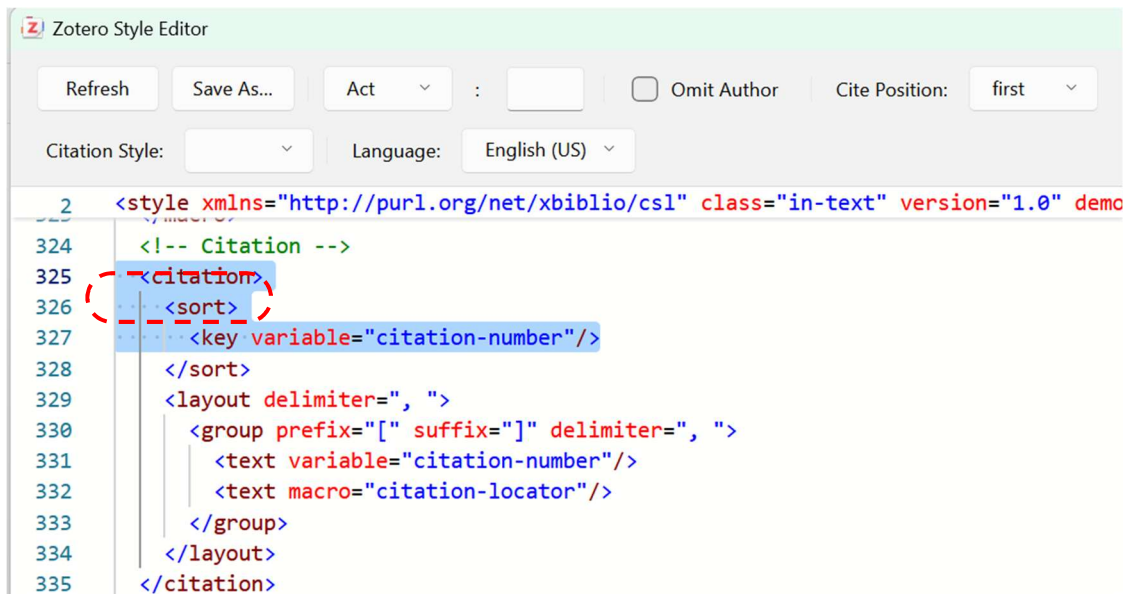 Zotero Style Editor
Refresh Save As... Act : Omit Author Cite Position: first
Citation Style: Language: English (US)
2 <style xmlns="http://purl.org/net/xbiblio/csl" class="in-text" version="1.0" demo
324 <!-- Citation -->
325 <citation>
326 <sort>
327 <key variable="citation-number"/>
328 </sort>
329 <layout delimiter=", ">
330 <group prefix="[" suffix="]" delimiter=", ">
331 <text variable="citation-number"/>
332 <text macro="citation-locator"/>
333 </group>
334 </layout>
335 </citation>